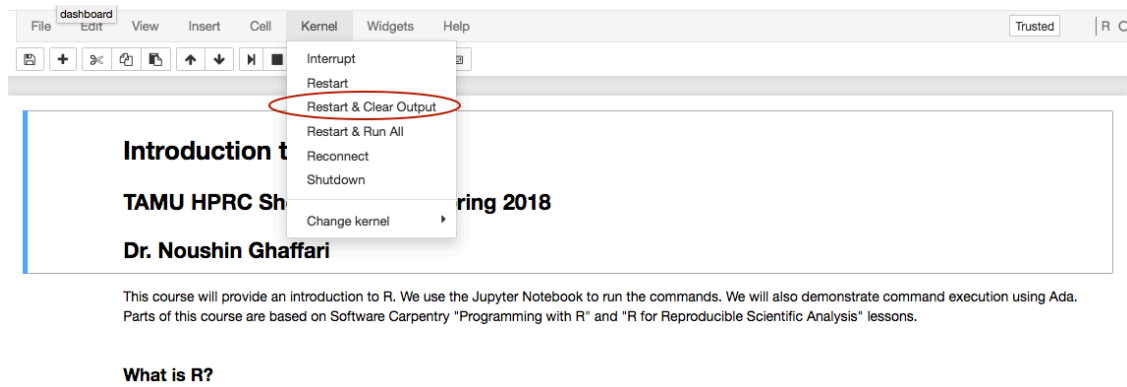 dashboard
File Edit View Insert Cell Kernel Widgets Help Trusted R
Interrupt
Restart
Restart & Clear Output
Restart & Run All
Reconnect
Shutdown
Change kernel
Introduction t
TAMU HPRC Sh ring 2018
Dr. Noushin Ghaffari
This course will provide an introduction to R. We use the Jupyter Notebook to run the commands. We will also demonstrate command execution using Ada.
Parts of this course are based on Software Carpentry "Programming with R" and "R for Reproducible Scientific Analysis" lessons.
What is R?